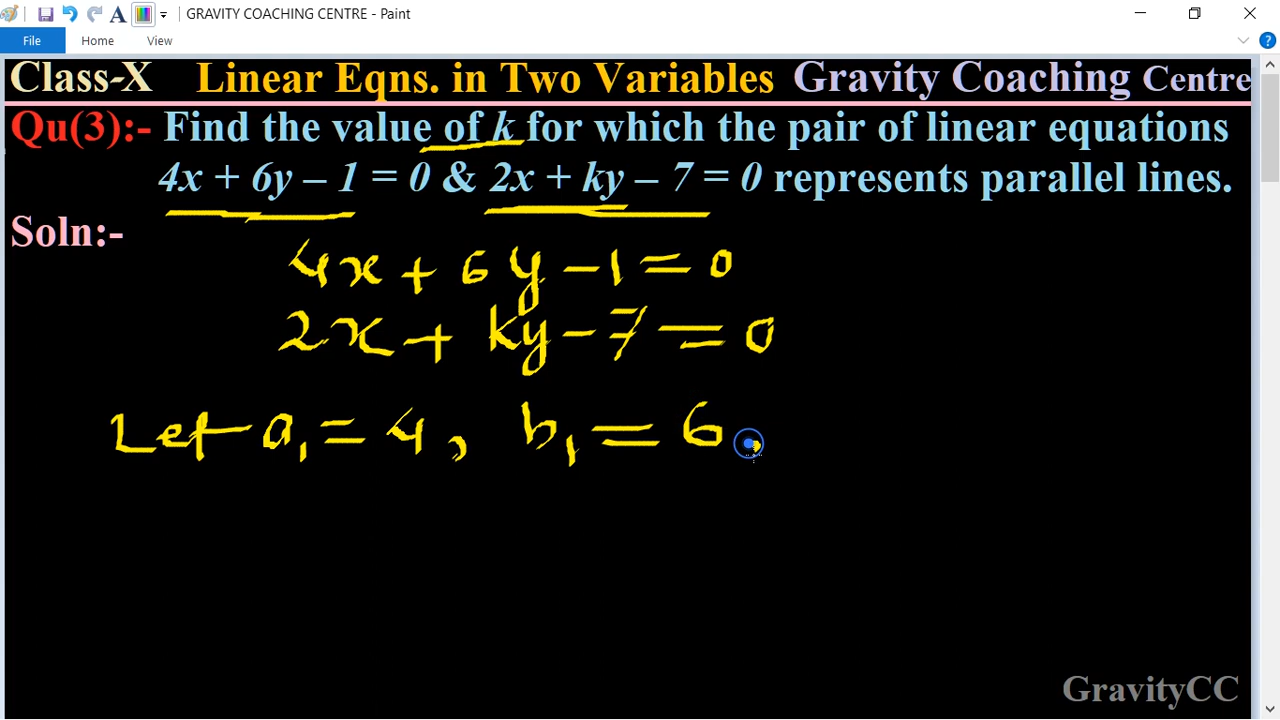 GRAVITY COACHING CENTRE - Paint
File Home View
Class-X Linear Eqns. in Two Variables Gravity Coaching Centre
Qu(3):- Find the value of k for which the pair of linear equations
4x + 6y – 1 = 0 & 2x + ky – 7 = 0 represents parallel lines.
Soln:-
4x + 6y - 1 = 0
2x + ky - 7 = 0
Let a₁ = 4, b₁ = 6
GravityCC